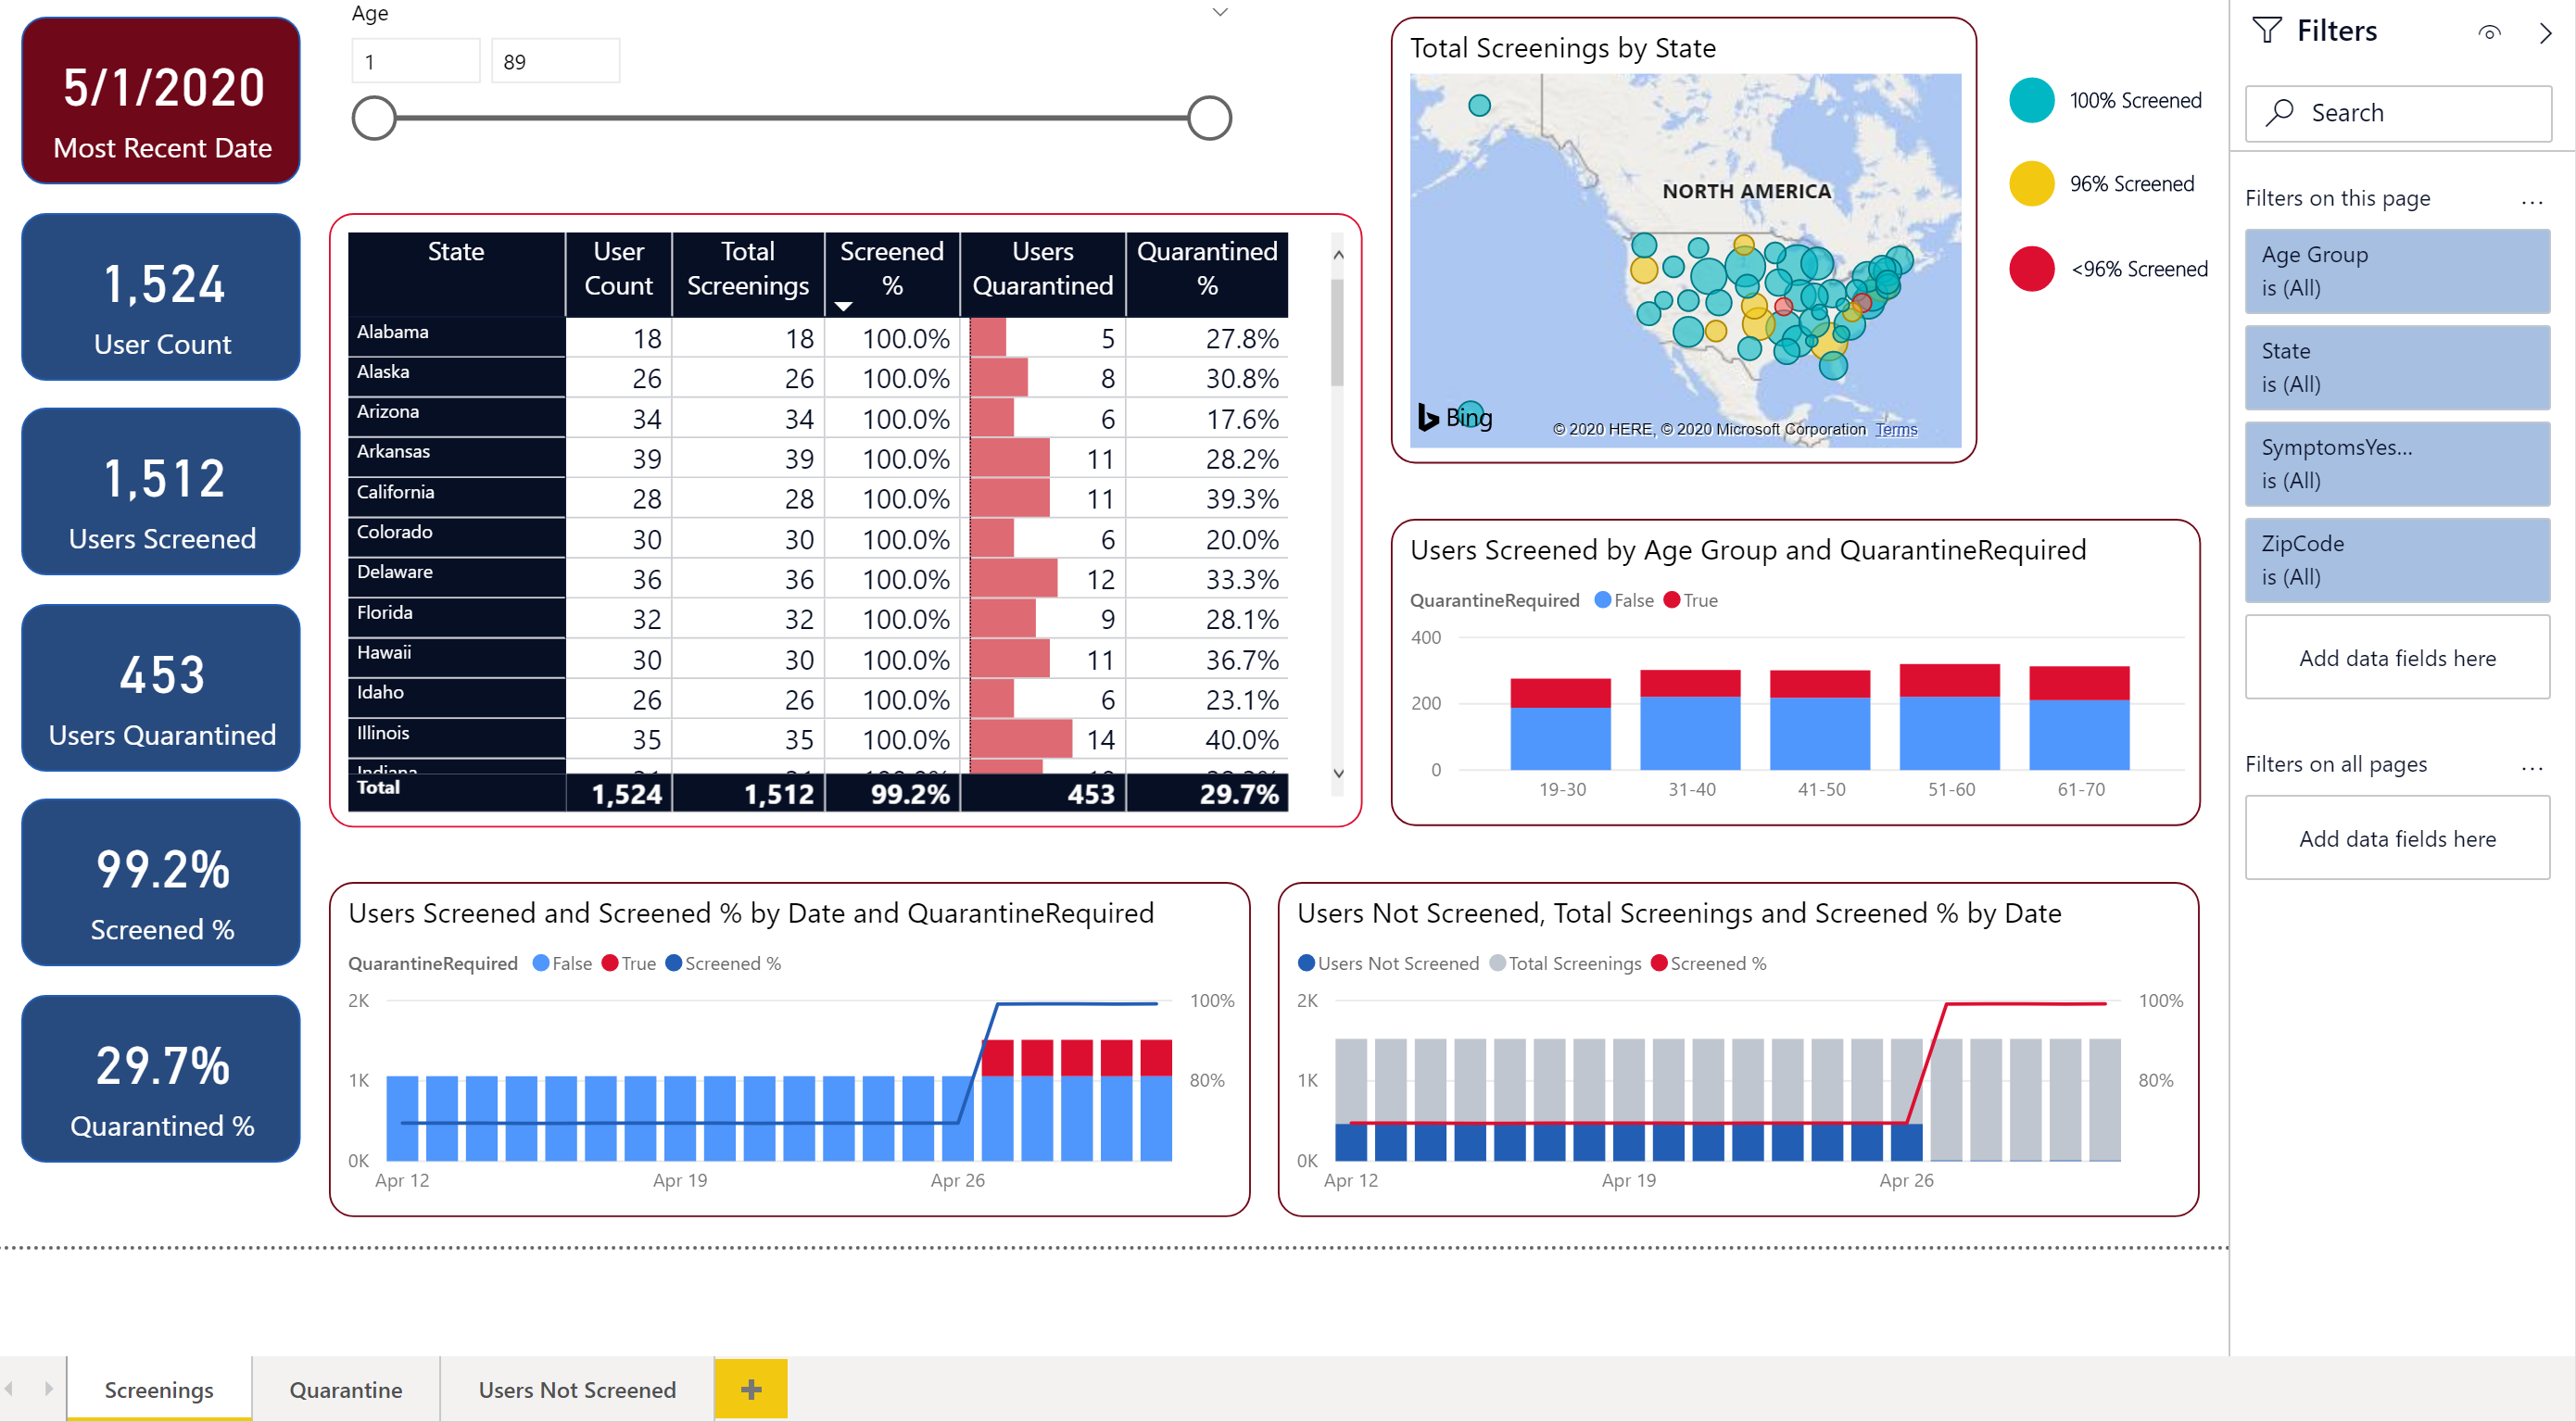 5/1/2020
Most Recent Date
1,524
User Count
1,512
Users Screened
453
Users Quarantined
99.2%
Screened %
29.7%
Quarantined %
Age
1 89
State User Count Total Screenings Screened % Users Quarantined Quarantined %
Alabama 18 18 100.0% 5 27.8%
Alaska 26 26 100.0% 8 30.8%
Arizona 34 34 100.0% 6 17.6%
Arkansas 39 39 100.0% 11 28.2%
California 28 28 100.0% 11 39.3%
Colorado 30 30 100.0% 6 20.0%
Delaware 36 36 100.0% 12 33.3%
Florida 32 32 100.0% 9 28.1%
Hawaii 30 30 100.0% 11 36.7%
Idaho 26 26 100.0% 6 23.1%
Illinois 35 35 100.0% 14 40.0%
Indiana
Total 1,524 1,512 99.2% 453 29.7%
Total Screenings by State
NORTH AMERICA
Bing
© 2020 HERE, © 2020 Microsoft Corporation Terms
100% Screened
96% Screened
<96% Screened
Users Screened by Age Group and QuarantineRequired
QuarantineRequired False True
400
200
0
19-30 31-40 41-50 51-60 61-70
Users Screened and Screened % by Date and QuarantineRequired
QuarantineRequired False True Screened %
2K 100%
1K 80%
0K
Apr 12 Apr 19 Apr 26
Users Not Screened, Total Screenings and Screened % by Date
Users Not Screened Total Screenings Screened %
2K 100%
1K 80%
0K
Apr 12 Apr 19 Apr 26
Filters
Search
Filters on this page ...
Age Group
is (All)
State
is (All)
SymptomsYes...
is (All)
ZipCode
is (All)
Add data fields here
Filters on all pages ...
Add data fields here
Screenings Quarantine Users Not Screened +